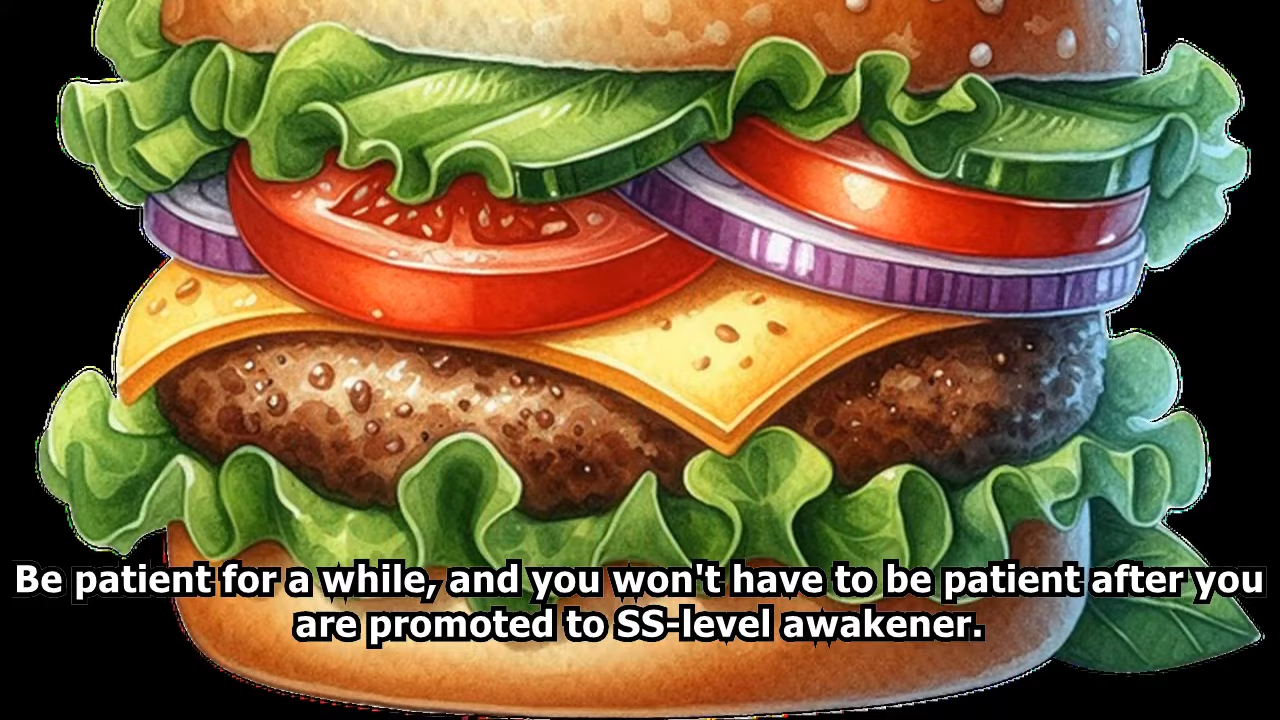 Be patient for a while, and you won't have to be patient after you
are promoted to SS-level awakener.